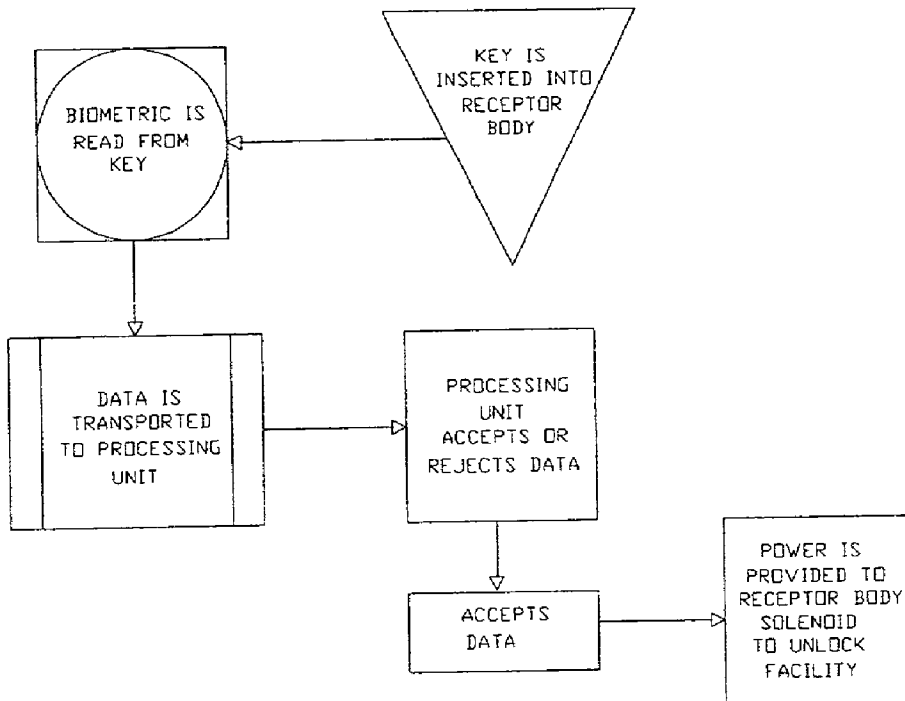 KEY IS
INSERTED INTO
RECEPTOR
BODY
BIOMETRIC IS
READ FROM
KEY
DATA IS
TRANSPORTED
TO PROCESSING
UNIT
PROCESSING
UNIT
ACCEPTS OR
REJECTS DATA
ACCEPTS
DATA
POWER IS
PROVIDED TO
RECEPTOR BODY
SOLENOID
TO UNLOCK
FACILITY